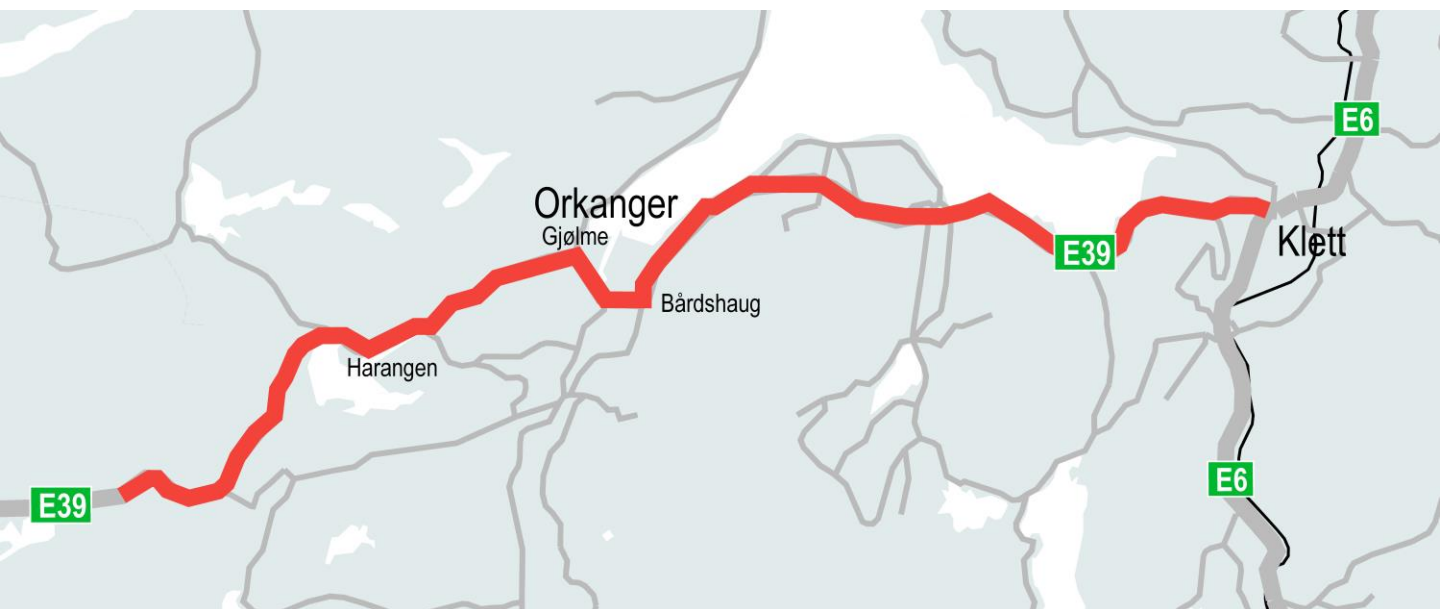 E6
Orkanger
Gjølme
Klett
E39
Bårdshaug
Harangen
E6
E39